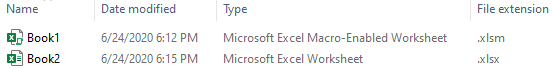 Name Date modified Type File extension
Book1 6/24/2020 6:12 PM Microsoft Excel Macro-Enabled Worksheet .xlsm
Book2 6/24/2020 6:15 PM Microsoft Excel Worksheet .xlsx